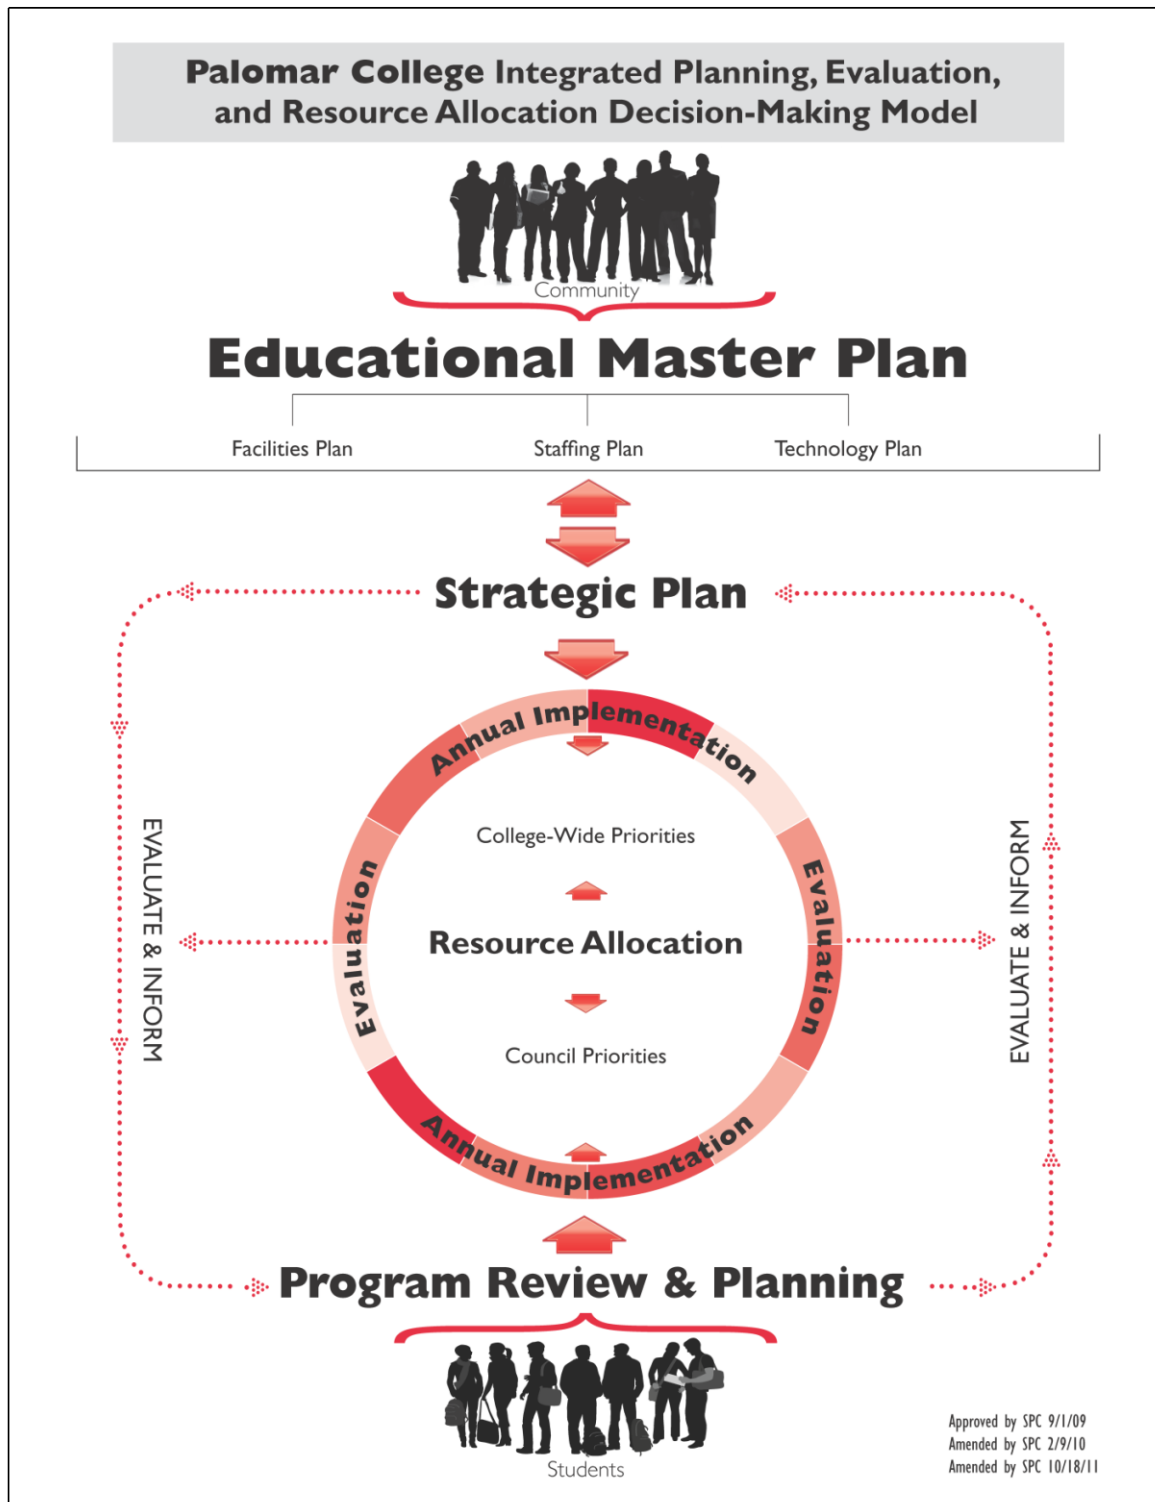 Palomar College Integrated Planning, Evaluation,
and Resource Allocation Decision-Making Model
Community
Educational Master Plan
Facilities Plan
Staffing Plan
Technology Plan
Strategic Plan
Annual Implementation
College-Wide Priorities
EVALUATE & INFORM
Evaluation
Resource Allocation
Evaluation
EVALUATE & INFORM
Council Priorities
Annual Implementation
Program Review & Planning
Students
Approved by SPC 9/1/09
Amended by SPC 2/9/10
Amended by SPC 10/18/11